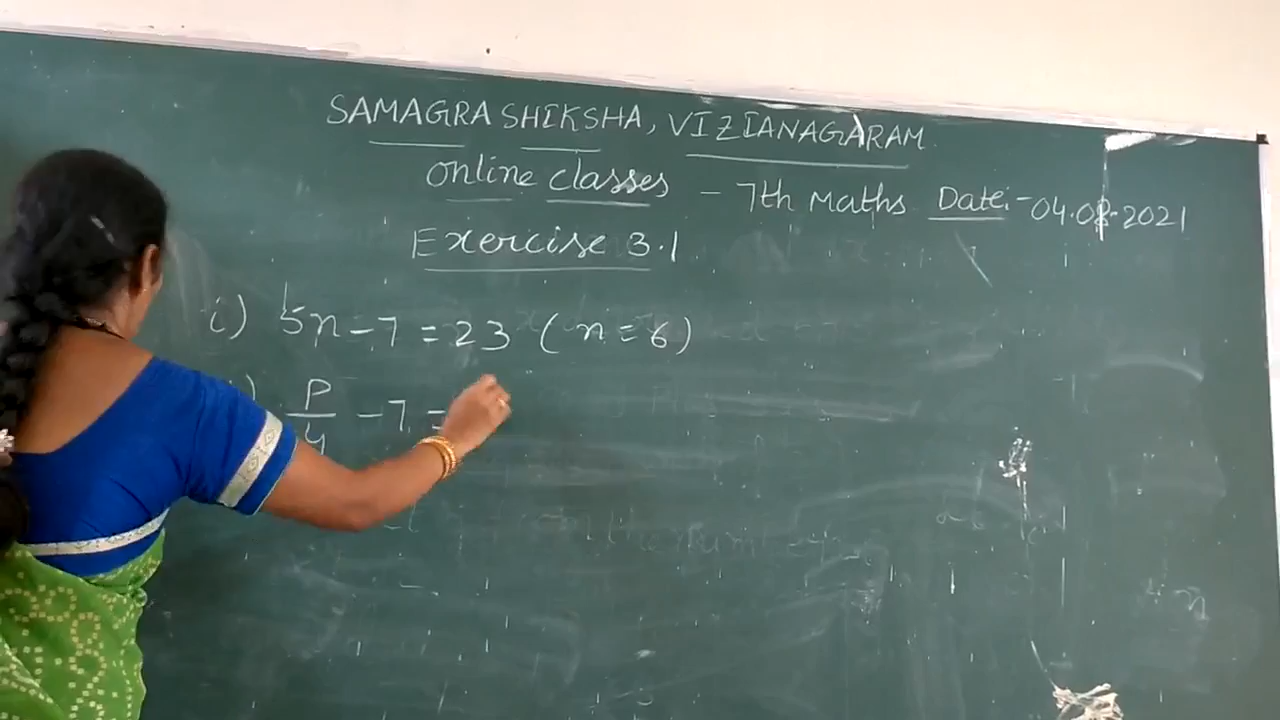 SAMAGRA SHIKSHA, VIZIANAGARAM
Online classes - 7th Maths Date:- 04.08-2021
Exercise 3.1
i) 5n - 7 = 23 (n = 6)
P/4 - 7 =